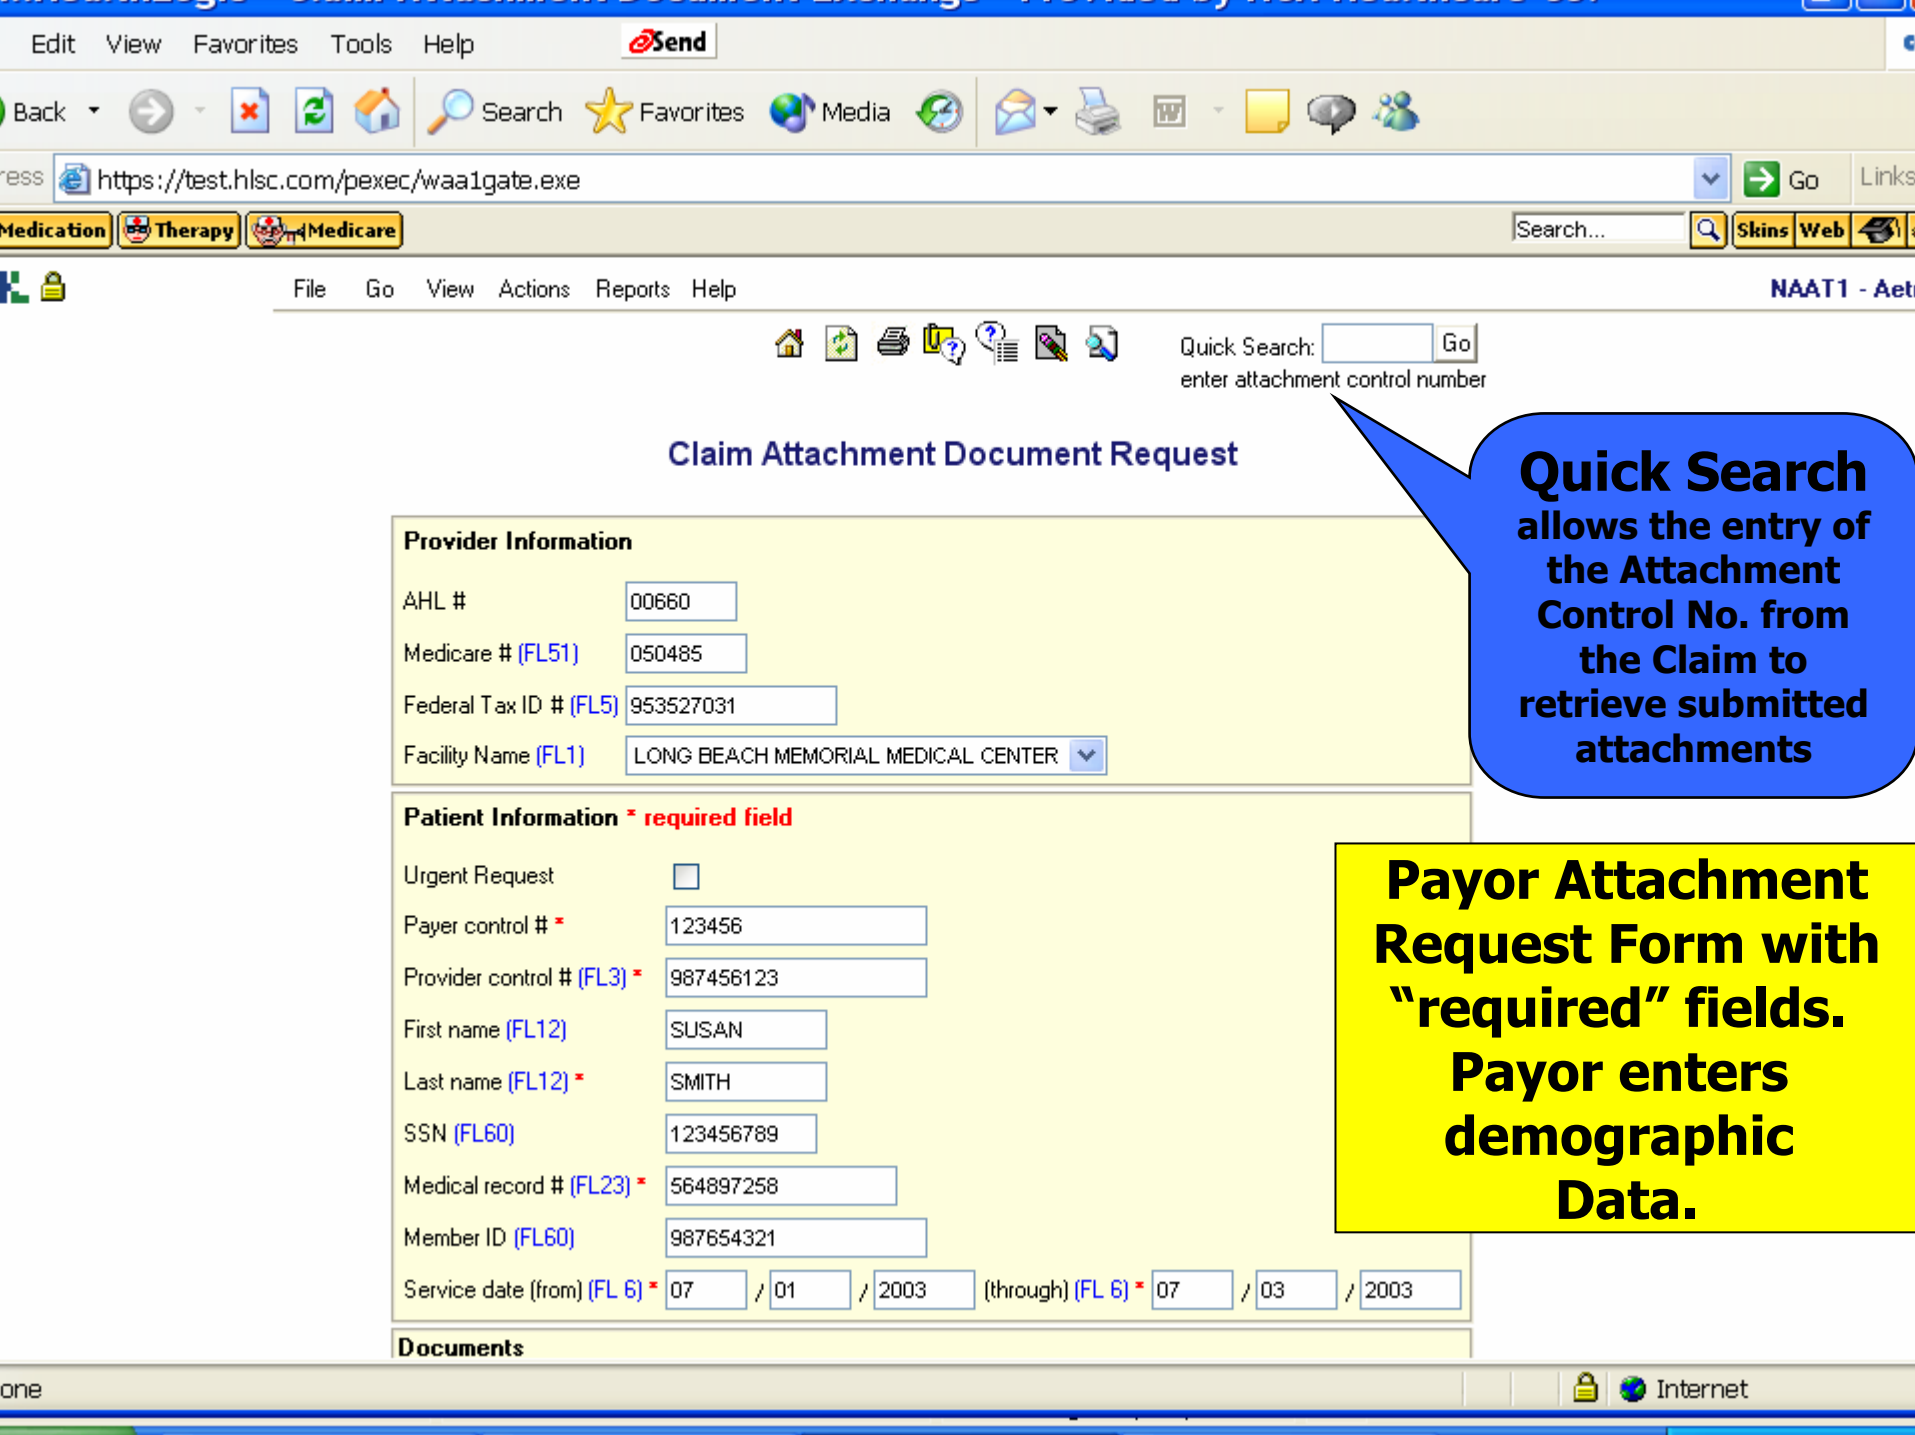 Claim Attachment Document Exchange - Provided by
Edit View Favorites Tools Help Send
Back Search Favorites Media
ress https://test.hlsc.com/pexec/waa1gate.exe Go Links
Medication Therapy Medicare Search... Skins Web
File Go View Actions Reports Help NAAT1 - Aet
Quick Search: Go
enter attachment control number
Claim Attachment Document Request
Quick Search
allows the entry of
the Attachment
Control No. from
the Claim to
retrieve submitted
attachments
Provider Information
AHL # 00660
Medicare # (FL51) 050485
Federal Tax ID # (FL5) 953527031
Facility Name (FL1) LONG BEACH MEMORIAL MEDICAL CENTER
Patient Information * required field
Urgent Request
Payer control # * 123456
Provider control # (FL3) * 987456123
First name (FL12) SUSAN
Last name (FL12) * SMITH
SSN (FL60) 123456789
Medical record # (FL23) * 564897258
Member ID (FL60) 987654321
Service date (from) (FL 6) * 07 / 01 / 2003 (through) (FL 6) * 07 / 03 / 2003
Documents
Payor Attachment
Request Form with
“required” fields.
Payor enters
demographic
Data.
one Internet